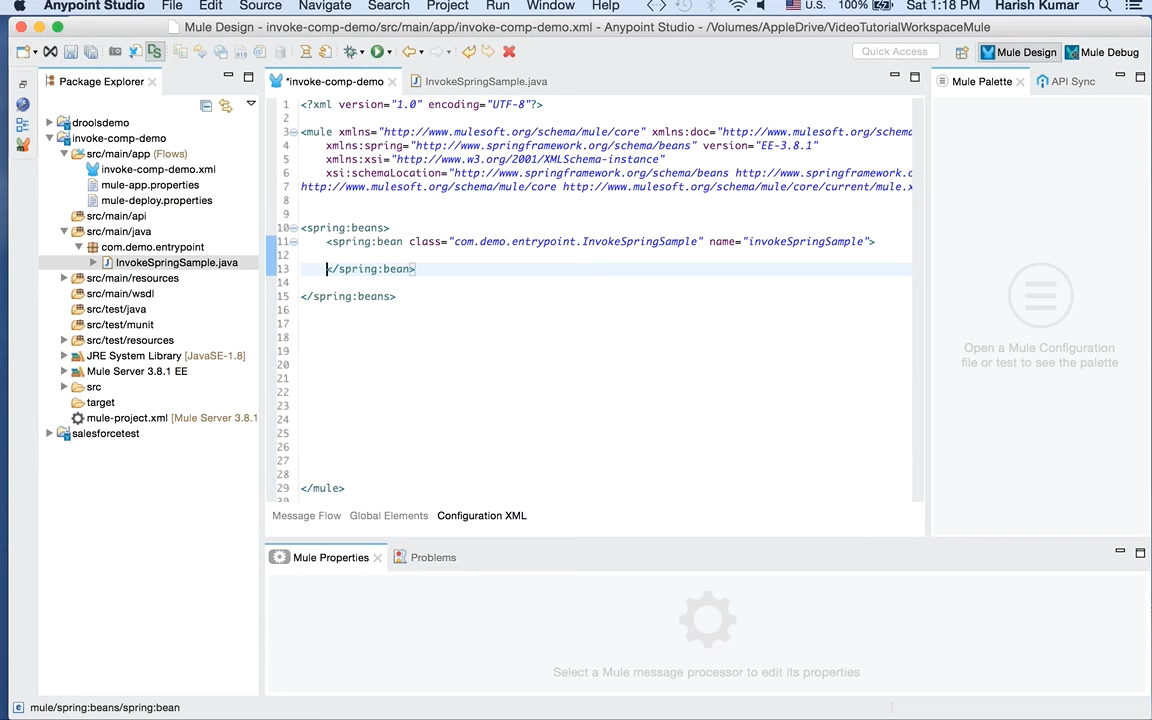 Anypoint Studio File Edit Source Navigate Search Project Run Window Help U.S. 100% Sat 1:18 PM Harish Kumar
Mule Design - invoke-comp-demo/src/main/app/invoke-comp-demo.xml - Anypoint Studio - /Volumes/AppleDrive/VideoTutorialWorkspaceMule
Quick Access Mule Design Mule Debug
Package Explorer
droolsdemo
invoke-comp-demo
src/main/app (Flows)
invoke-comp-demo.xml
mule-app.properties
mule-deploy.properties
src/main/api
src/main/java
com.demo.entrypoint
InvokeSpringSample.java
src/main/resources
src/main/wsdl
src/test/java
src/test/munit
src/test/resources
JRE System Library [JavaSE-1.8]
Mule Server 3.8.1 EE
src
target
mule-project.xml [Mule Server 3.8.1
salesforcetest
*invoke-comp-demo InvokeSpringSample.java
1 <?xml version="1.0" encoding="UTF-8"?>
2
3 <mule xmlns="http://www.mulesoft.org/schema/mule/core" xmlns:doc="http://www.mulesoft.org/schema
4 xmlns:spring="http://www.springframework.org/schema/beans" version="EE-3.8.1"
5 xmlns:xsi="http://www.w3.org/2001/XMLSchema-instance"
6 xsi:schemaLocation="http://www.springframework.org/schema/beans http://www.springframework.o
7 http://www.mulesoft.org/schema/mule/core http://www.mulesoft.org/schema/mule/core/current/mule.x
8
9
10 <spring:beans>
11 <spring:bean class="com.demo.entrypoint.InvokeSpringSample" name="invokeSpringSample">
12
13 </spring:bean>
14
15 </spring:beans>
16
17
18
19
20
21
22
23
24
25
26
27
28
29 </mule>
30
Message Flow Global Elements Configuration XML
Mule Palette API Sync
Open a Mule Configuration
file or test to see the palette
Mule Properties Problems
Select a Mule message processor to edit its properties
mule/spring:beans/spring:bean